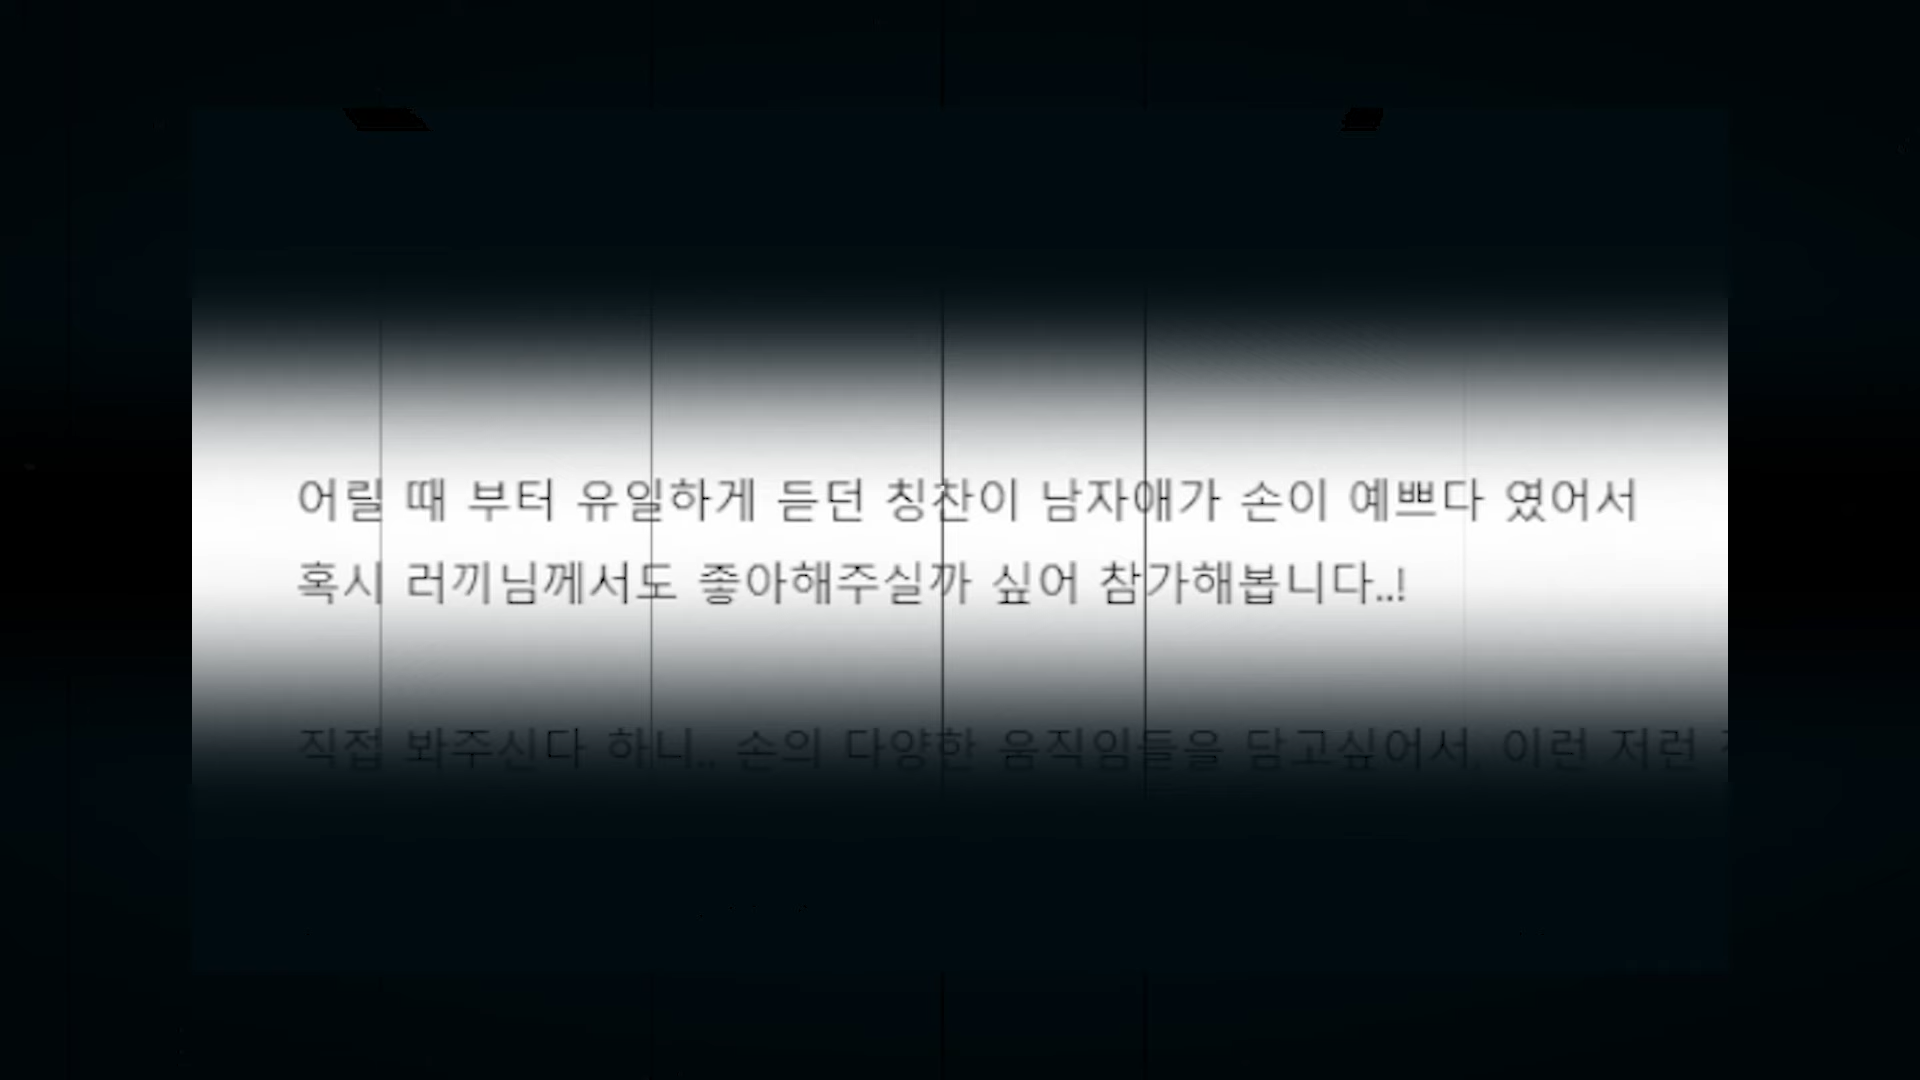 어릴 때 부터 유일하게 듣던 칭찬이 남자애가 손이 예쁘다 였어서
혹시 러끼님께서도 좋아해주실까 싶어 참가해봅니다..!
직접 봐주신다 하니.. 손의 다양한 움직임들을 담고싶어서, 이런 저런